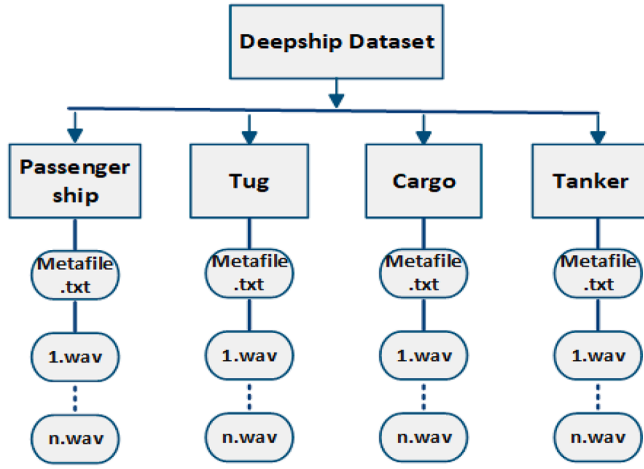 Deepship Dataset
Passenger
ship
Tug
Cargo
Tanker
Metafile
.txt
Metafile
.txt
Metafile
.txt
Metafile
.txt
1.wav
1.wav
1.wav
1.wav
n.wav
n.wav
n.wav
n.wav